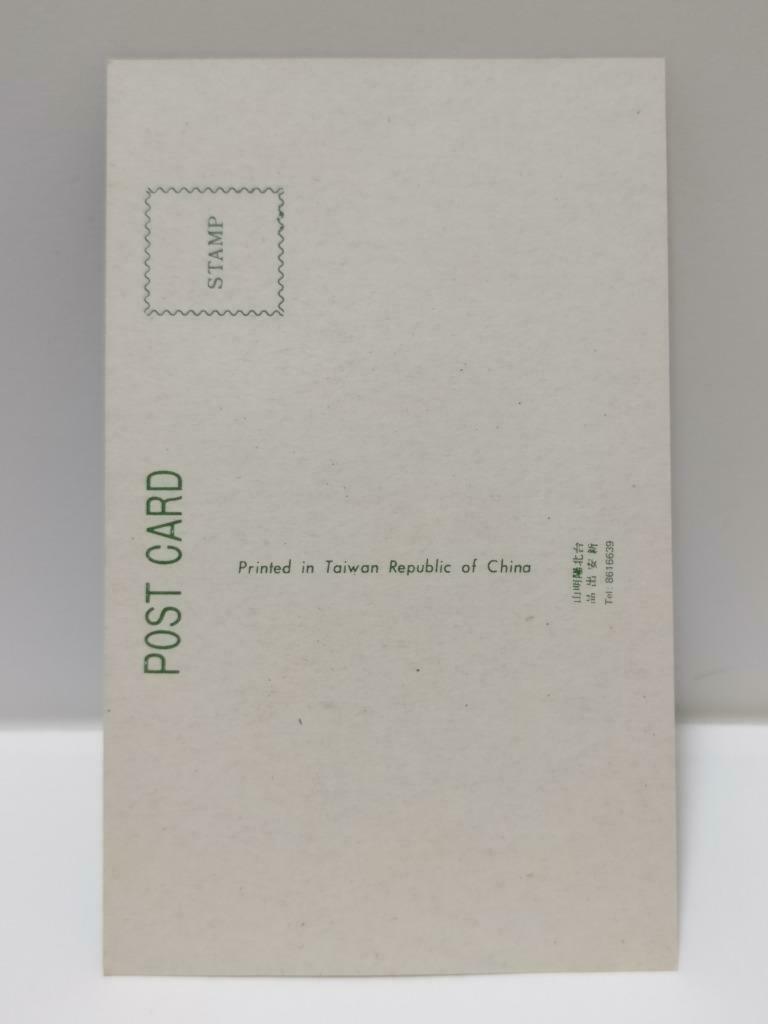 STAMP
POST CARD
Printed in Taiwan Republic of China
台北陽明山
新安出品
Tel: 8616639